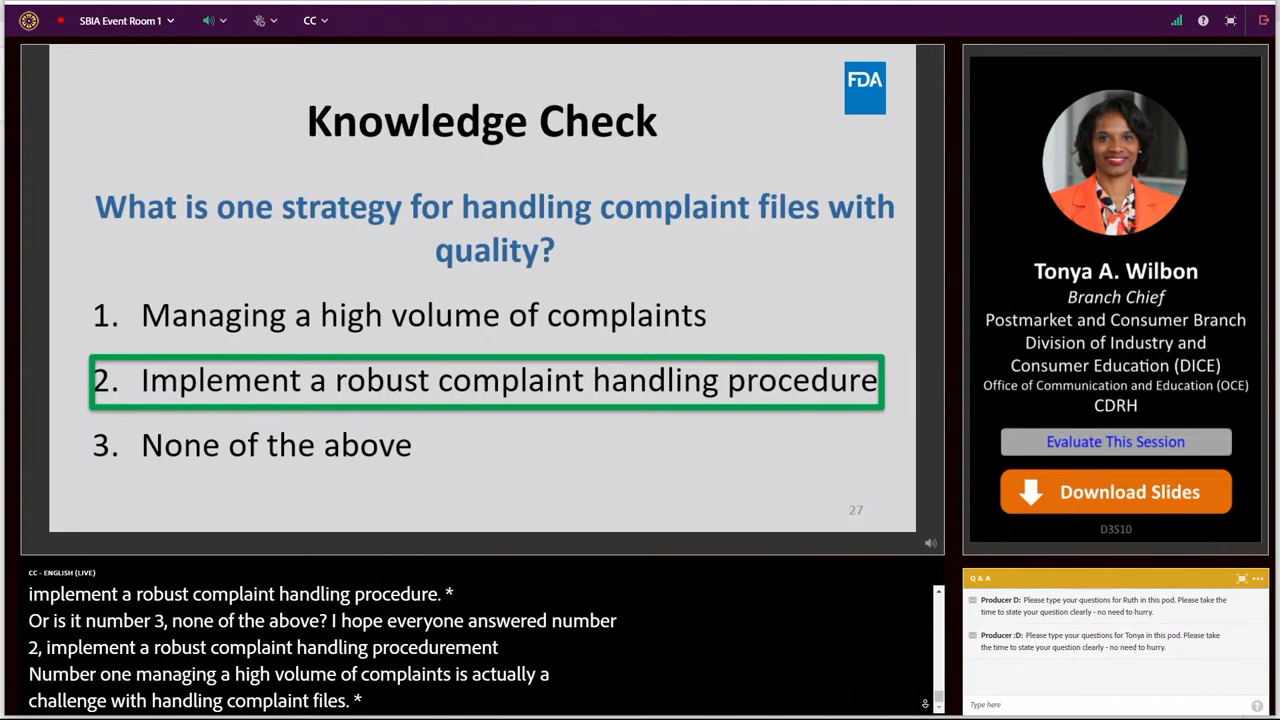 SBIA Event Room 1
CC
FDA
Knowledge Check
What is one strategy for handling complaint files with
quality?
1. Managing a high volume of complaints
2. Implement a robust complaint handling procedure
3. None of the above
27
Tonya A. Wilbon
Branch Chief
Postmarket and Consumer Branch
Division of Industry and
Consumer Education (DICE)
Office of Communication and Education (OCE)
CDRH
Evaluate This Session
Download Slides
D3S10
CC - ENGLISH (LIVE)
implement a robust complaint handling procedure. *
Or is it number 3, none of the above? I hope everyone answered number
2, implement a robust complaint handling procedurement
Number one managing a high volume of complaints is actually a
challenge with handling complaint files. *
Q & A
Producer D: Please type your questions for Ruth in this pod. Please take the
time to state your question clearly - no need to hurry.
Producer :D: Please type your questions for Tonya in this pod. Please take
the time to state your question clearly - no need to hurry.
Type here